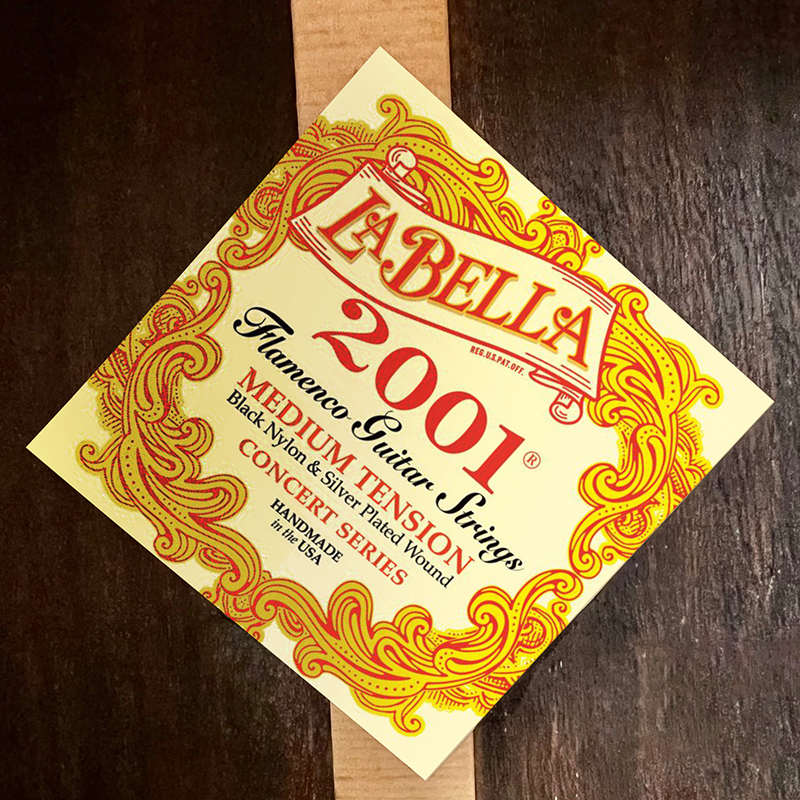 LA BELLA
REG.U.S.PAT.OFF.
2001®
Flamenco Guitar Strings
MEDIUM TENSION
Black Nylon & Silver Plated Wound
CONCERT SERIES
HANDMADE
in the USA